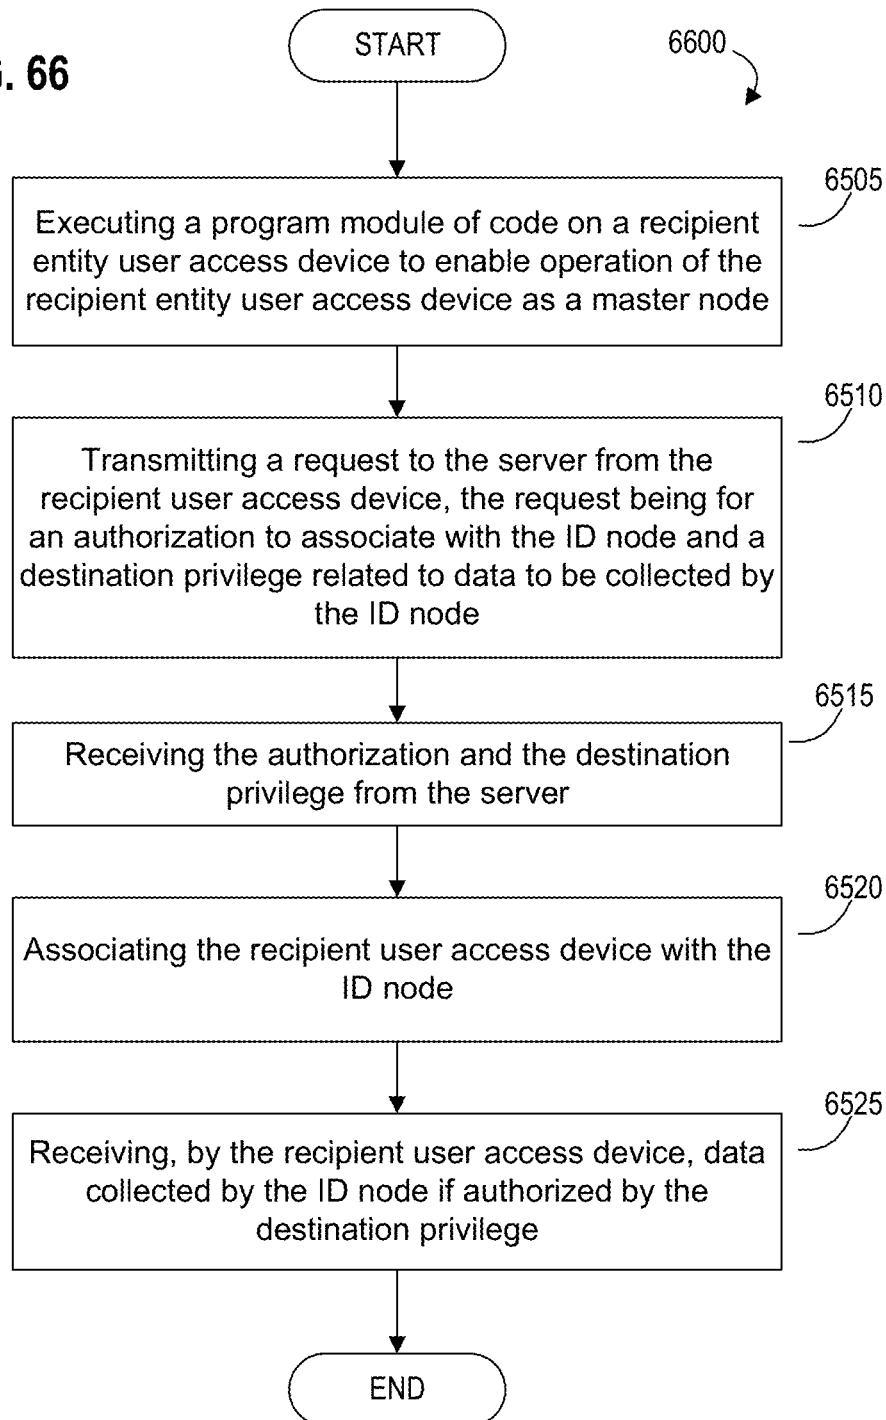 START
6600
. 66
6505
Executing a program module of code on a recipient
entity user access device to enable operation of the
recipient entity user access device as a master node
6510
Transmitting a request to the server from the
recipient user access device, the request being for
an authorization to associate with the ID node and a
destination privilege related to data to be collected by
the ID node
6515
Receiving the authorization and the destination
privilege from the server
6520
Associating the recipient user access device with the
ID node
6525
Receiving, by the recipient user access device, data
collected by the ID node if authorized by the
destination privilege
END